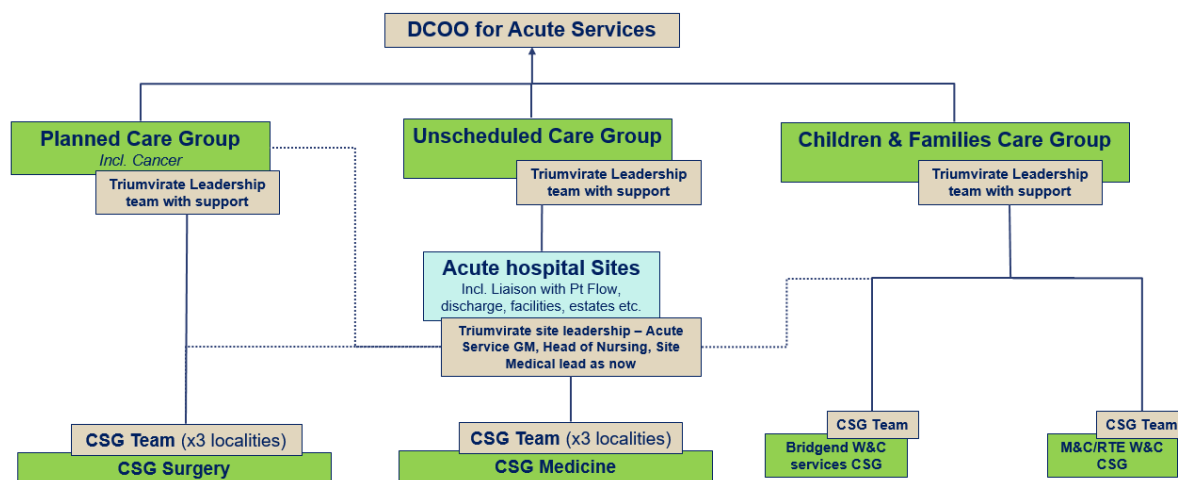 DCOO for Acute Services
Planned Care Group
Incl. Cancer
Triumvirate Leadership
team with support
Unscheduled Care Group
Triumvirate Leadership
team with support
Children & Families Care Group
Triumvirate Leadership
team with support
Acute hospital Sites
Incl. Liaison with Pt Flow,
discharge, facilities, estates etc.
Triumvirate site leadership – Acute
Service GM, Head of Nursing, Site
Medical lead as now
CSG Team (x3 localities)
CSG Surgery
CSG Team (x3 localities)
CSG Medicine
CSG Team
Bridgend W&C
services CSG
CSG Team
M&C/RTE W&C
CSG